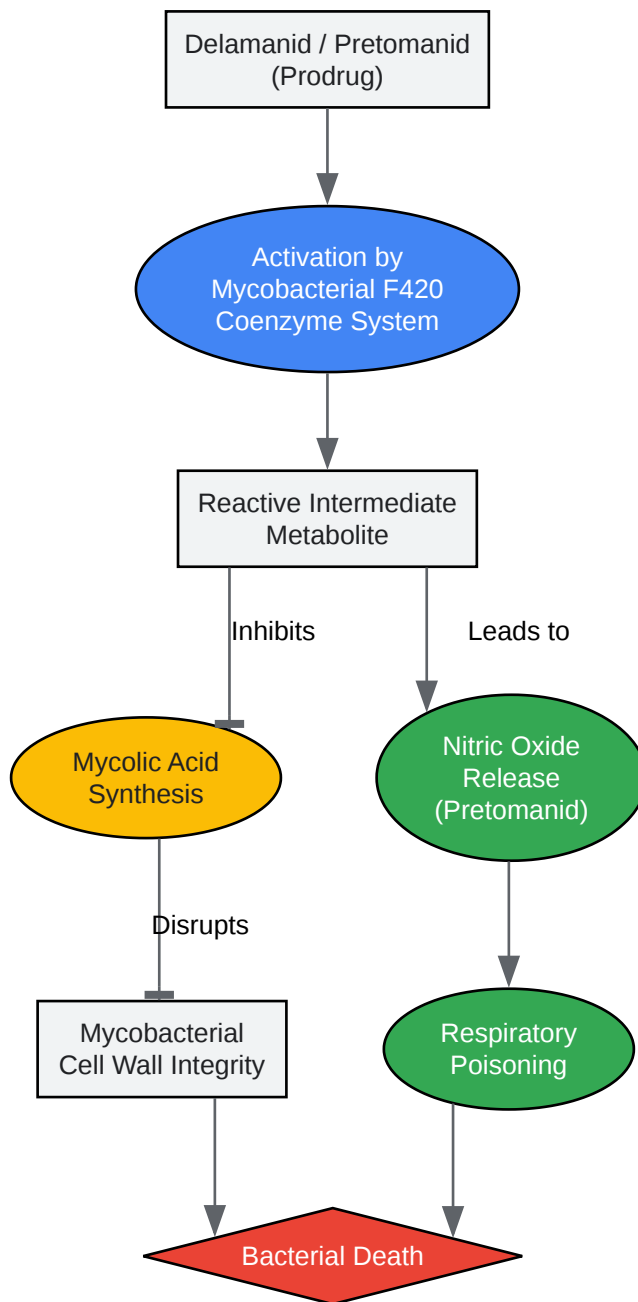 Delamanid / Pretomanid
(Prodrug)
Activation by
Mycobacterial F420
Coenzyme System
Reactive Intermediate
Metabolite
Inhibits
Leads to
Mycolic Acid
Synthesis
Nitric Oxide
Release
(Pretomanid)
Disrupts
Mycobacterial
Cell Wall Integrity
Respiratory
Poisoning
Bacterial Death